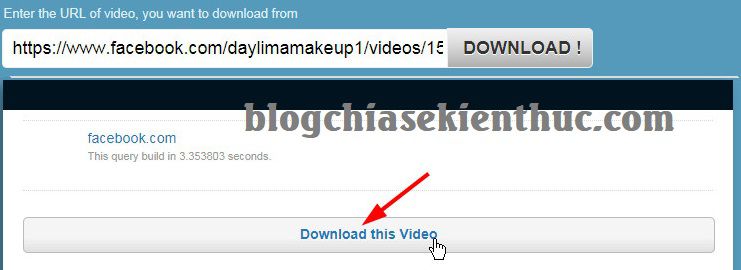 Enter the URL of video, you want to download from
https://www.facebook.com/daylimamakeup1/videos/15
DOWNLOAD !
blogchiasekienthuc.com
facebook.com
This query build in 3.353803 seconds.
Download this Video